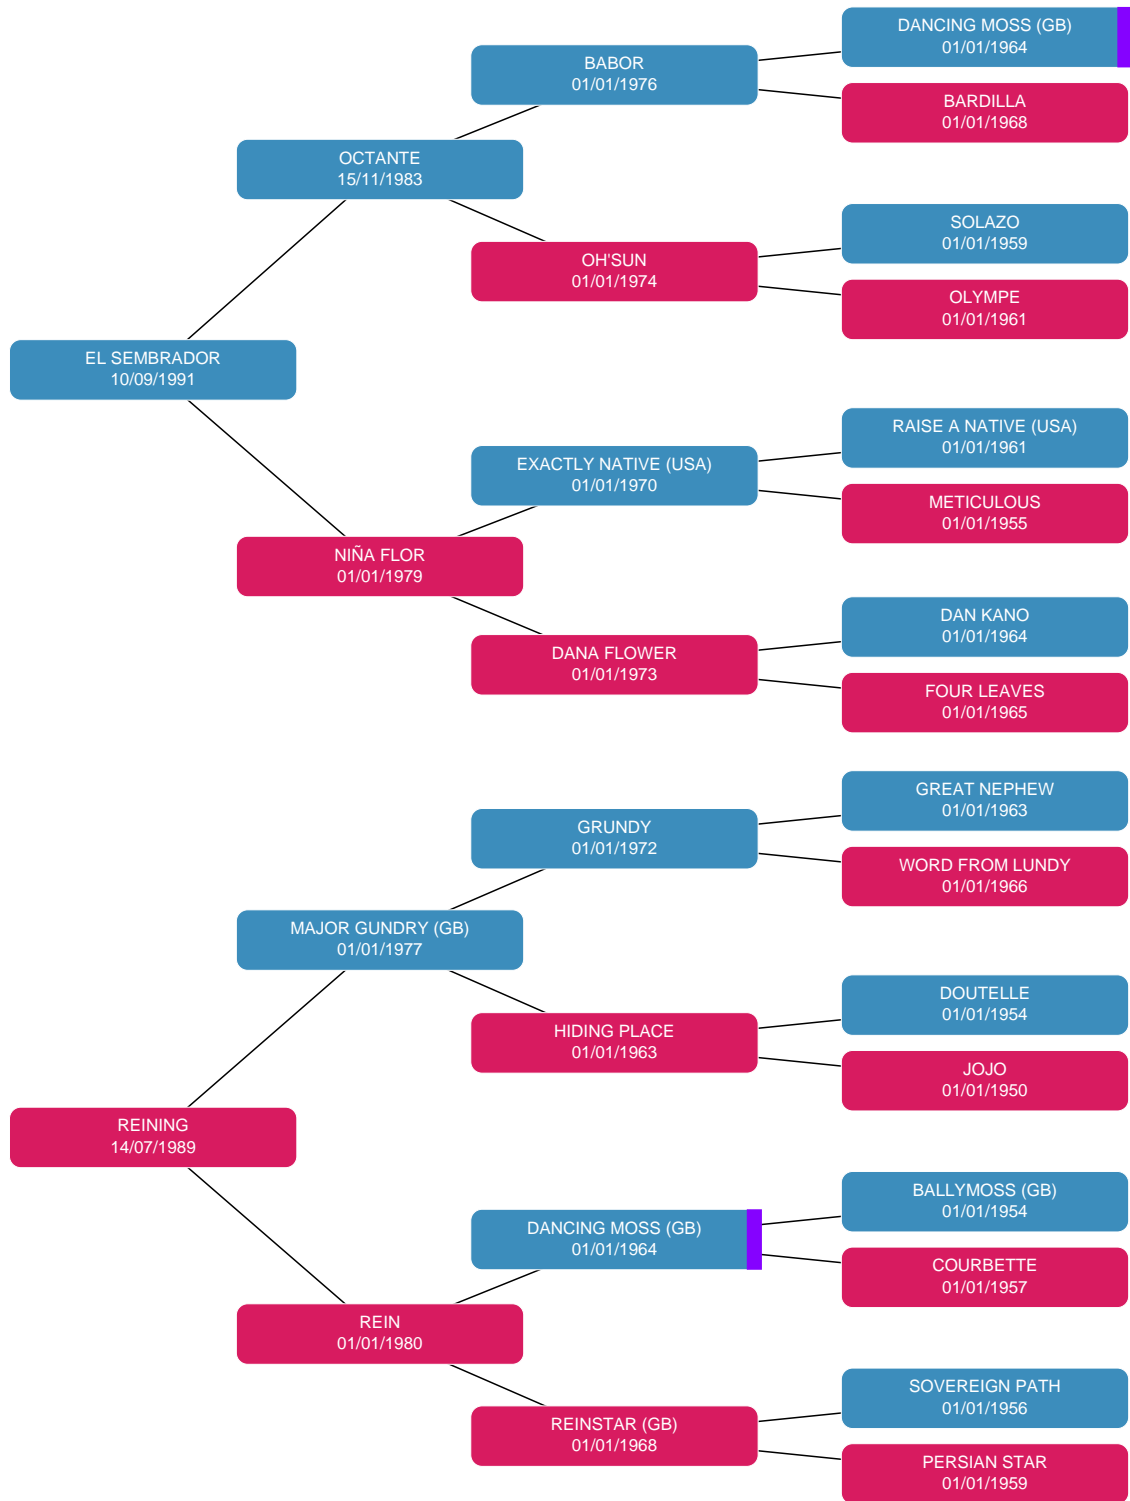 DANCING MOSS (GB)
01/01/1964
BABOR
01/01/1976
BARDILLA
01/01/1968
OCTANTE
15/11/1983
SOLAZO
01/01/1959
OH'SUN
01/01/1974
OLYMPE
01/01/1961
EL SEMBRADOR
10/09/1991
RAISE A NATIVE (USA)
01/01/1961
EXACTLY NATIVE (USA)
01/01/1970
METICULOUS
01/01/1955
NIÑA FLOR
01/01/1979
DAN KANO
01/01/1964
DANA FLOWER
01/01/1973
FOUR LEAVES
01/01/1965
GREAT NEPHEW
01/01/1963
GRUNDY
01/01/1972
WORD FROM LUNDY
01/01/1966
MAJOR GUNDRY (GB)
01/01/1977
DOUTELLE
01/01/1954
HIDING PLACE
01/01/1963
JOJO
01/01/1950
REINING
14/07/1989
BALLYMOSS (GB)
01/01/1954
DANCING MOSS (GB)
01/01/1964
COURBETTE
01/01/1957
REIN
01/01/1980
SOVEREIGN PATH
01/01/1956
REINSTAR (GB)
01/01/1968
PERSIAN STAR
01/01/1959